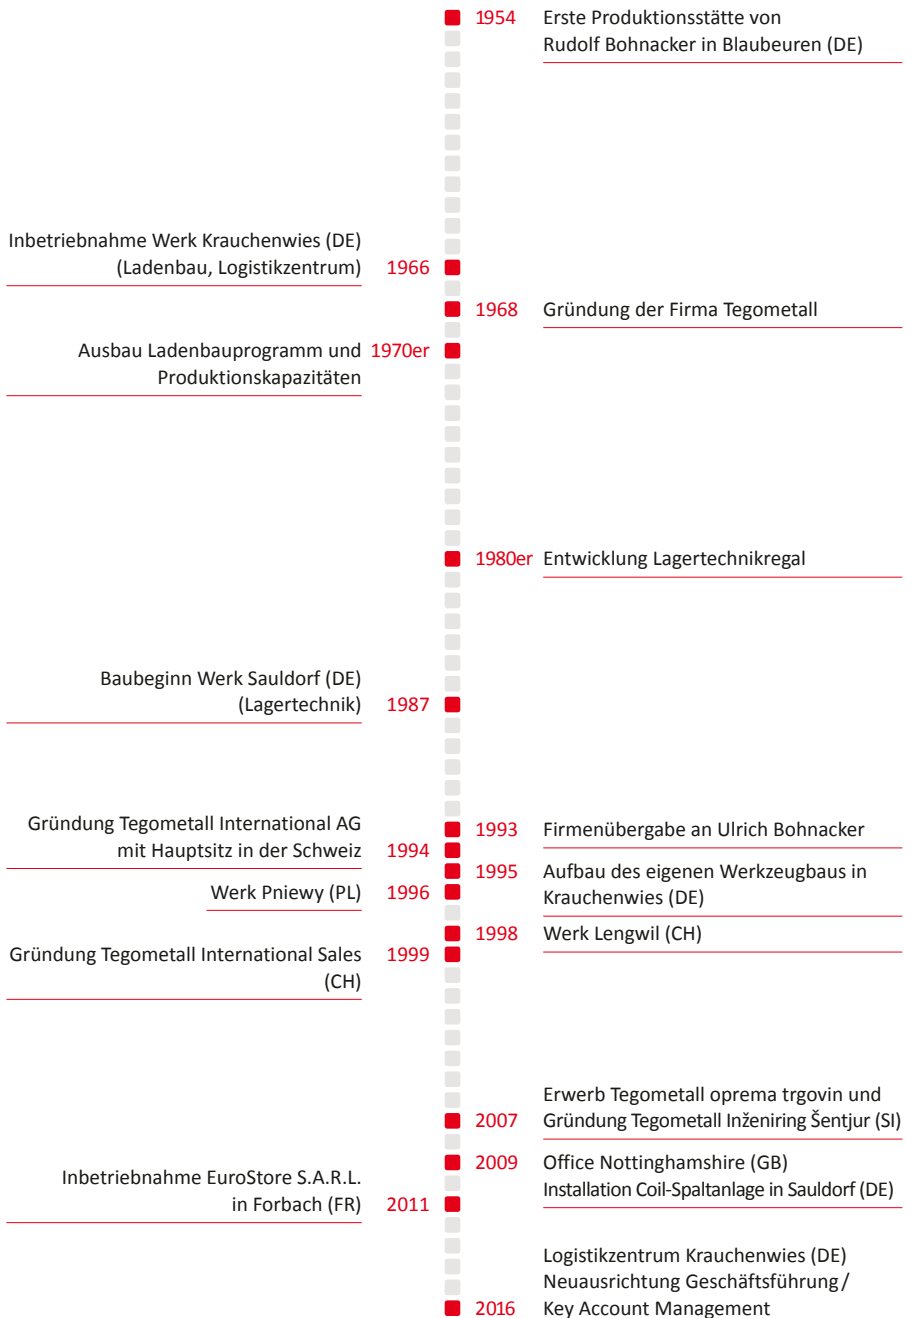 1954 Erste Produktionsstätte von
Rudolf Bohnacker in Blaubeuren (DE)
Inbetriebnahme Werk Krauchenwies (DE)
(Ladenbau, Logistikzentrum) 1966
1968 Gründung der Firma Tegometall
Ausbau Ladenbauprogramm und 1970er
Produktionskapazitäten
1980er Entwicklung Lagertechnikregal
Baubeginn Werk Sauldorf (DE)
(Lagertechnik) 1987
1993 Firmenübergabe an Ulrich Bohnacker
Gründung Tegometall International AG
mit Hauptsitz in der Schweiz 1994
1995 Aufbau des eigenen Werkzeugbaus in
Krauchenwies (DE)
Werk Pniewy (PL) 1996
1998 Werk Lengwil (CH)
Gründung Tegometall International Sales 1999
(CH)
Erwerb Tegometall oprema trgovin und
2007 Gründung Tegometall Inženiring Šentjur (SI)
2009 Office Nottinghamshire (GB)
Installation Coil-Spaltanlage in Sauldorf (DE)
Inbetriebnahme EuroStore S.A.R.L.
in Forbach (FR) 2011
Logistikzentrum Krauchenwies (DE)
Neuausrichtung Geschäftsführung /
2016 Key Account Management